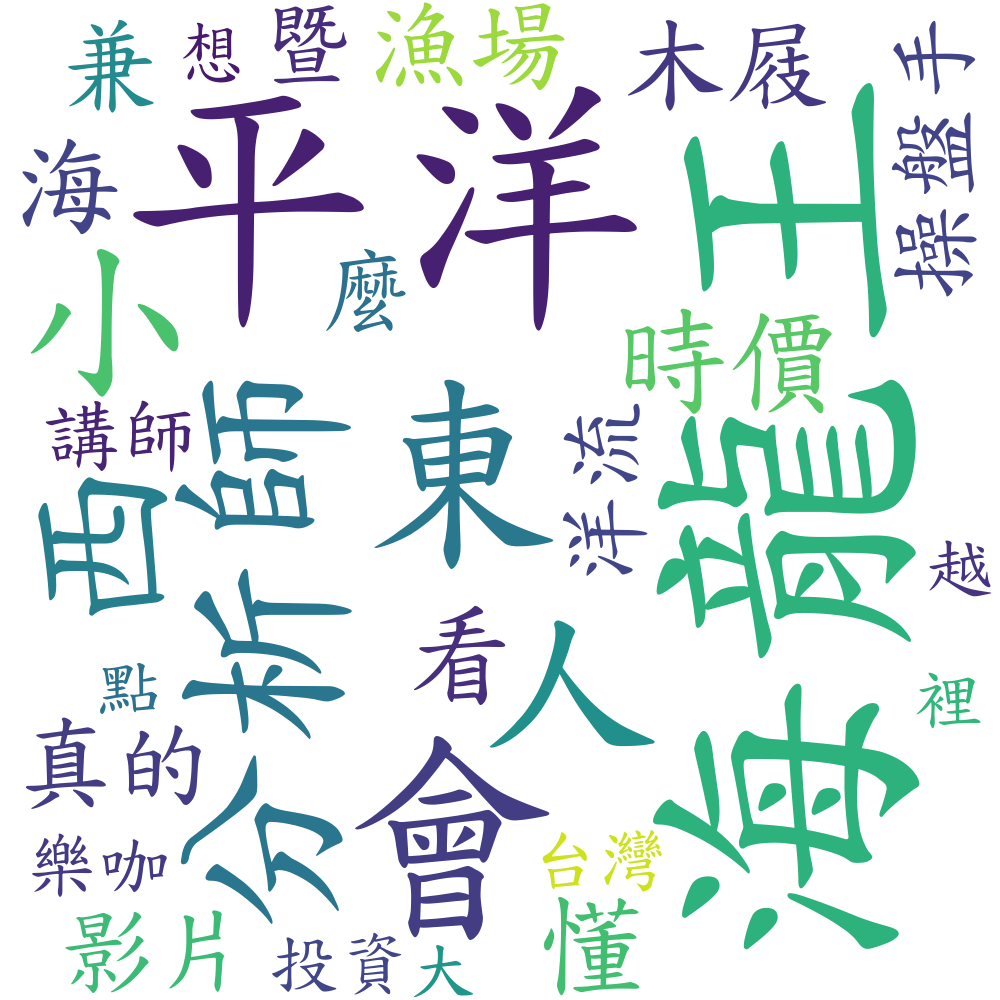 兼
想
暨
漁場
木屐
操盤手
海
平洋
海龍王
小
麼
時價
講師
分析師
東
洋流
西
越
看
人
點
裡
真的
會
樂咖
台灣
影片
投資
大
懂